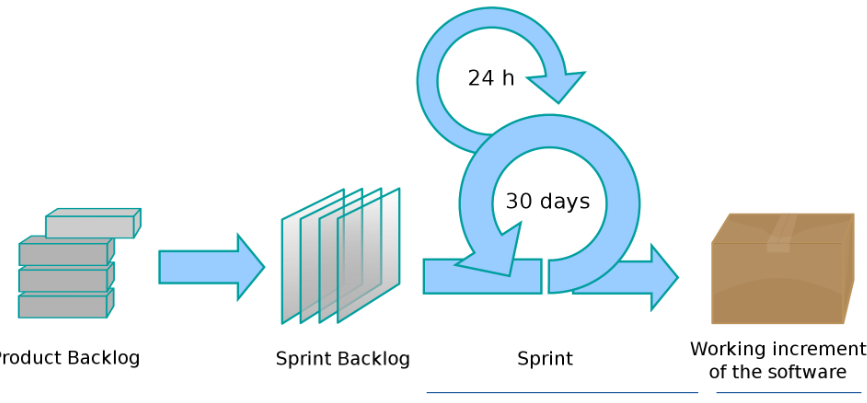 24 h
30 days
Product Backlog
Sprint Backlog
Sprint
Working increment
of the software